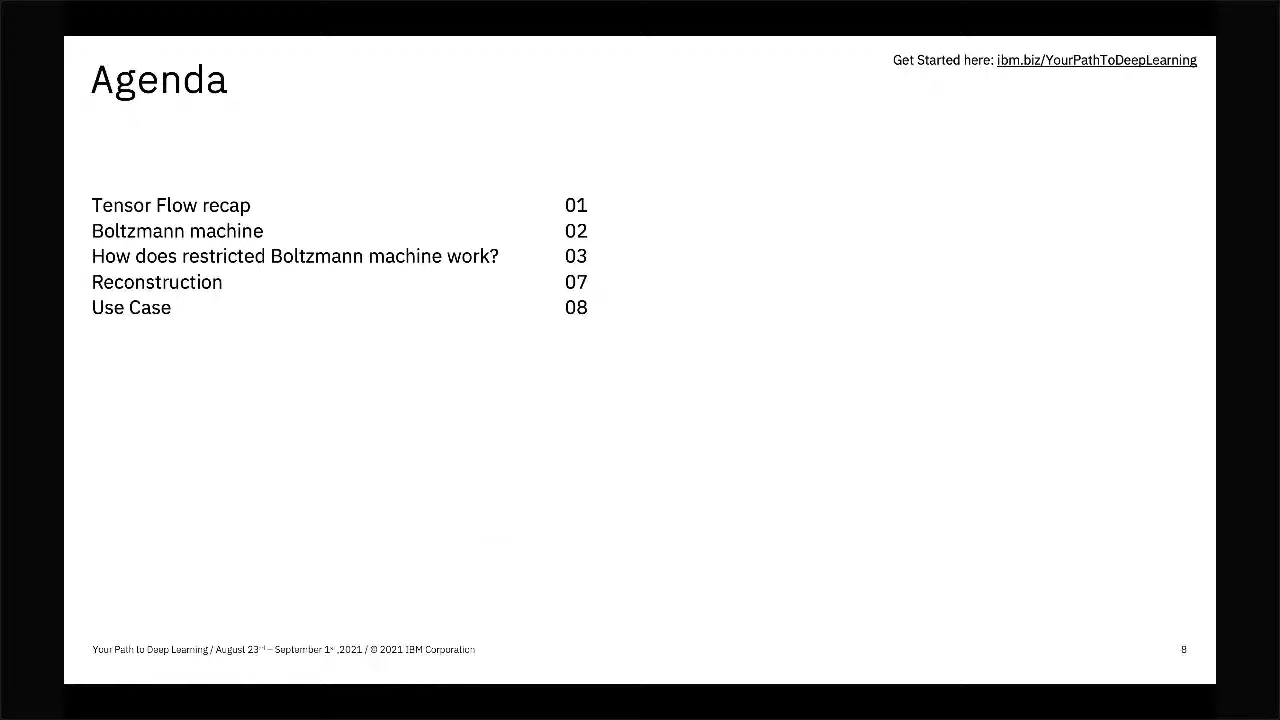 Get Started here: ibm.biz/YourPathToDeepLearning
Agenda
Tensor Flow recap 01
Boltzmann machine 02
How does restricted Boltzmann machine work? 03
Reconstruction 07
Use Case 08
Your Path to Deep Learning / August 23rd – September 1st ,2021 / © 2021 IBM Corporation
8